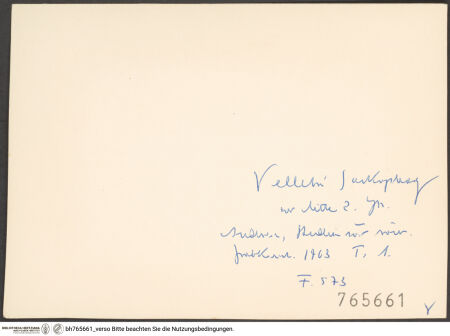 Velletri Sarkophag
vor Mitte 2. Jh.
Andreae, Studien zur röm.
Grabkunst 1963 T. 1.
F. 573
765661
bh765661_verso Bitte beachten Sie die Nutzungsbedingungen.